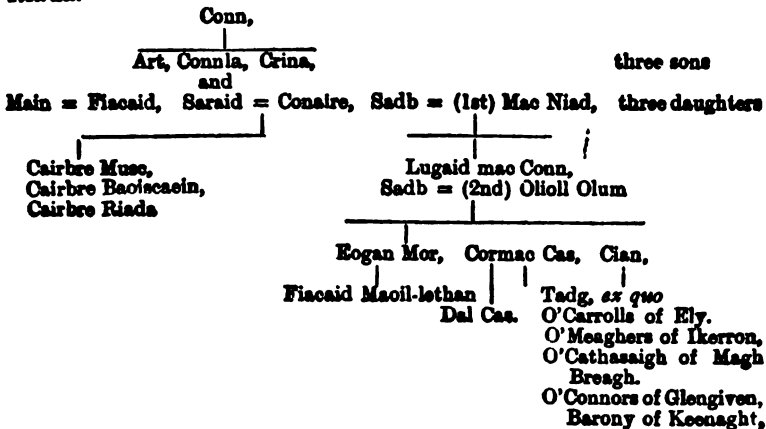 Conn,
Art, Connla, Crina, three sons
and
Main = Fiacaid, Saraid = Conaire, Sadb = (1st) Mac Niad, three daughters
Cairbre Musc, Lugaid mac Conn,
Cairbre Baoiscaein, Sadb = (2nd) Olioll Olum
Cairbre Riada
Eogan Mor, Cormac Cas, Cian,
Fiacaid Maoil-lethan Tadg, ex quo
Dal Cas. O'Carrolls of Ely.
O'Meaghers of Ikerron,
O'Cathasaigh of Magh
Breagh.
O'Connors of Glengiven,
Barony of Keenaght,